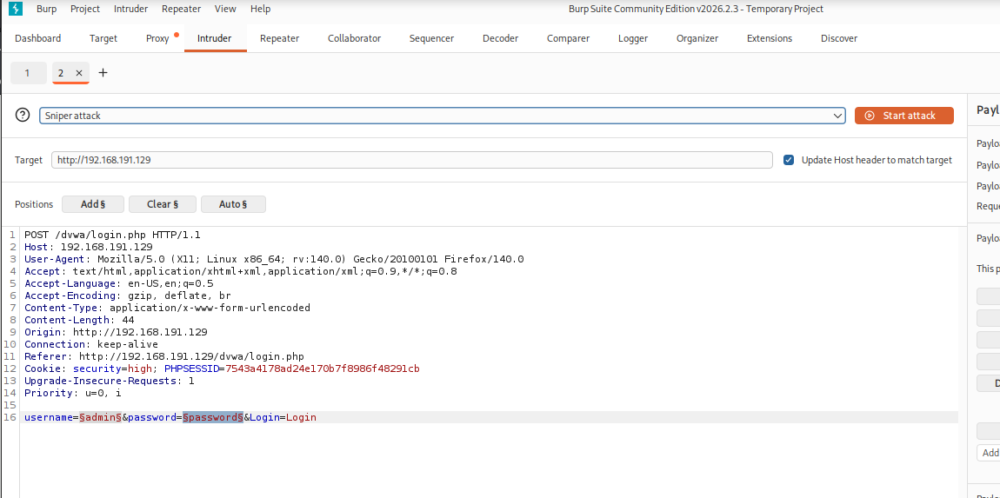 Burp Project Intruder Repeater View Help Burp Suite Community Edition v2026.2.3 - Temporary Project
Dashboard Target Proxy Intruder Repeater Collaborator Sequencer Decoder Comparer Logger Organizer Extensions Discover
1 2 × +
Sniper attack Start attack Payl
Payloa
Target http://192.168.191.129 Update Host header to match target Payloa
Payloa
Positions Add § Clear § Auto § Reque
1 POST /dvwa/login.php HTTP/1.1
2 Host: 192.168.191.129
3 User-Agent: Mozilla/5.0 (X11; Linux x86_64; rv:140.0) Gecko/20100101 Firefox/140.0
4 Accept: text/html,application/xhtml+xml,application/xml;q=0.9,*/*;q=0.8
5 Accept-Language: en-US,en;q=0.5
6 Accept-Encoding: gzip, deflate, br
7 Content-Type: application/x-www-form-urlencoded
8 Content-Length: 44
9 Origin: http://192.168.191.129
10 Connection: keep-alive
11 Referer: http://192.168.191.129/dvwa/login.php
12 Cookie: security=high; PHPSESSID=7543a4178ad24e170b7f8986f48291cb
13 Upgrade-Insecure-Requests: 1
14 Priority: u=0, i
15
16 username=§admin§&password=§password§&Login=Login
Payloa
This p
D
Add